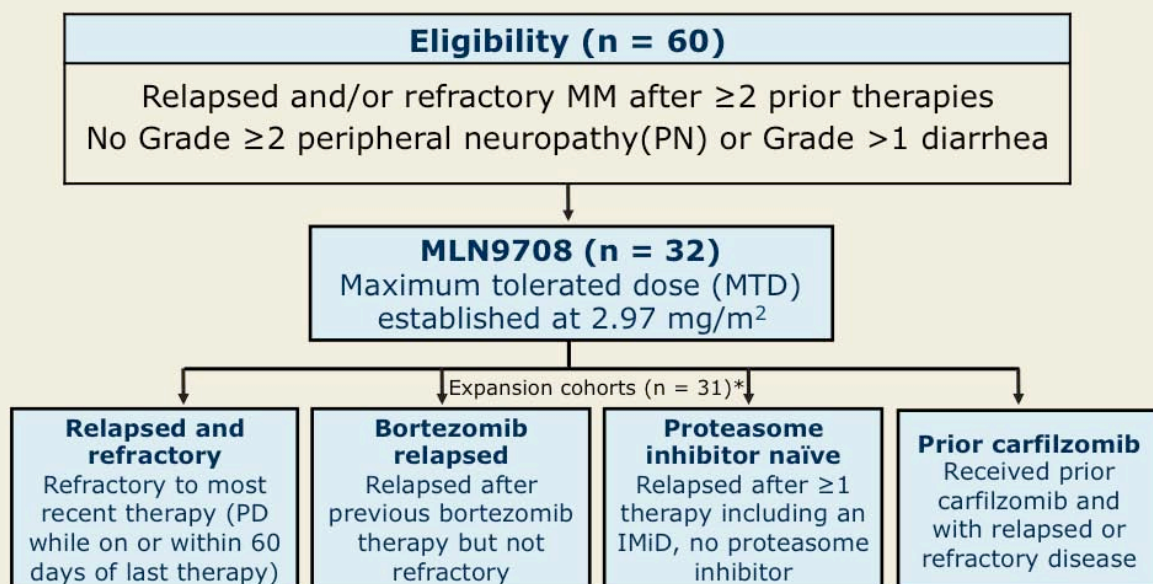 Eligibility (n = 60)
Relapsed and/or refractory MM after ≥2 prior therapies
No Grade ≥2 peripheral neuropathy(PN) or Grade >1 diarrhea
MLN9708 (n = 32)
Maximum tolerated dose (MTD)
established at 2.97 mg/m²
Expansion cohorts (n = 31)*
Relapsed and
refractory
Refractory to most
recent therapy (PD
while on or within 60
days of last therapy)
Bortezomib
relapsed
Relapsed after
previous bortezomib
therapy but not
refractory
Proteasome
inhibitor naïve
Relapsed after ≥1
therapy including an
IMiD, no proteasome
inhibitor
Prior carfilzomib
Received prior
carfilzomib and
with relapsed or
refractory disease